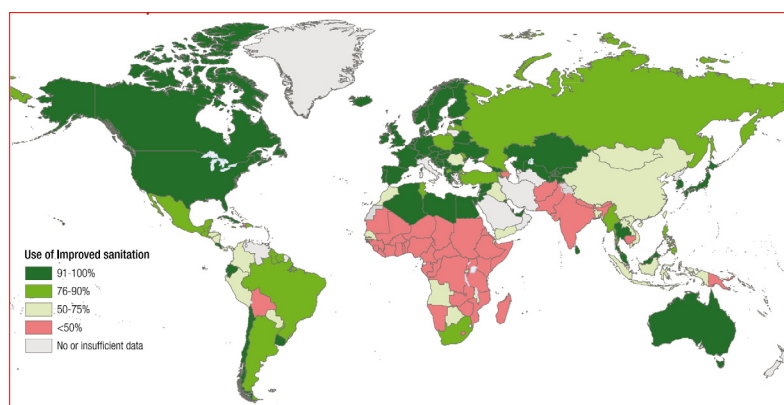 Use of Improved sanitation
91-100%
76-90%
50-75%
<50%
No or insufficient data